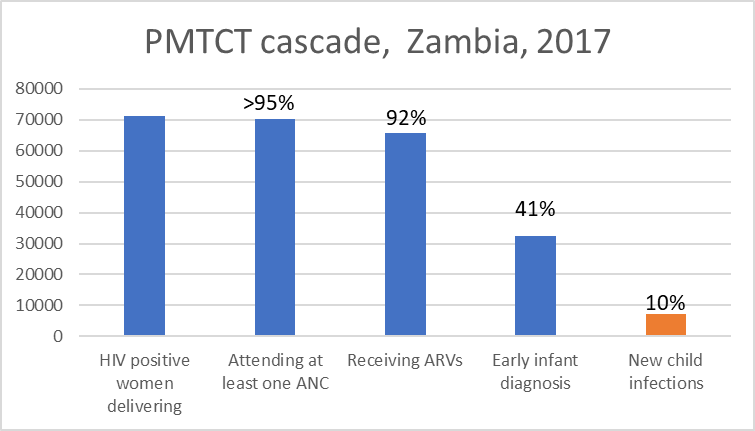 PMTCT cascade, Zambia, 2017
80000
70000
60000
50000
40000
30000
20000
10000
0
>95%
92%
41%
10%
HIV positive
women
delivering
Attending at
least one ANC
Receiving ARVs
Early infant
diagnosis
New child
infections